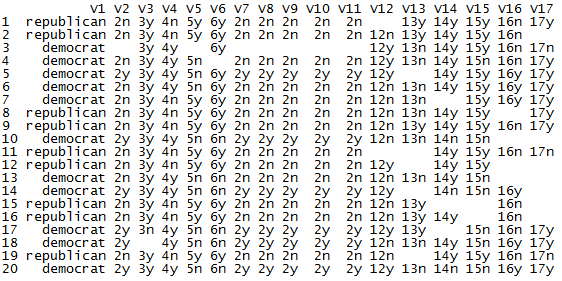 v1 v2 v3 v4 v5 v6 v7 v8 v9 v10 v11 v12 v13 v14 v15 v16 v17
1 republican 2n 3y 4n 5y 6y 2n 2n 2n 2n 2n 13y 14y 15y 16n 17y
2 republican 2n 3y 4n 5y 6y 2n 2n 2n 2n 2n 12n 13y 14y 15y 16n
3 democrat 3y 4y 6y 12y 13y 14y 15y 16n 17n
4 democrat 2n 3y 4y 5n 2n 2n 2n 2n 2n 12y 13n 14y 15n 16n 17y
5 democrat 2y 3y 4y 5n 6y 2y 2y 2y 2y 2y 12y 14y 15y 16y 17y
6 democrat 2n 3y 4y 5n 6y 2n 2n 2n 2n 2n 12n 13n 14y 15y 16y 17y
7 democrat 2n 3y 4n 5y 6y 2n 2n 2n 2n 2n 12n 13n 15y 16y 17y
8 republican 2n 3y 4n 5y 6y 2n 2n 2n 2n 2n 12n 13y 14y 15y 17y
9 republican 2n 3y 4n 5y 6y 2n 2n 2n 2n 2n 12n 13y 14y 15y 16n 17y
10 democrat 2y 3y 4y 5n 6n 2y 2y 2y 2y 2y 12n 13n 14n 15n
11 republican 2n 3y 4n 5y 6y 2n 2n 2n 2n 2n 14y 15y 16n 17n
12 republican 2n 3y 4n 5y 6y 2n 2n 2n 2n 2n 12y 14y 15y
13 democrat 2n 3y 4y 5n 6n 2n 2n 2n 2n 2n 12n 13n 14y 15n
14 democrat 2y 3y 4y 5n 6n 2y 2y 2y 2y 2y 12y 14n 15n 16y
15 republican 2n 3y 4n 5y 6y 2n 2n 2n 2n 2n 12n 13y 16n
16 republican 2n 3y 4n 5y 6y 2n 2n 2n 2n 2n 12n 13y 14y 16n
17 democrat 2y 3n 4y 5n 6n 2y 2y 2y 2y 2y 12y 13y 15n 16n 17y
18 democrat 2y 4y 5n 6n 2y 2y 2y 2y 2y 12n 13n 14y 15n 16y 17y
19 republican 2n 3y 4n 5y 6y 2n 2n 2n 2n 2n 12n 14y 15y 16n 17y
20 democrat 2y 3y 4y 5n 6n 2y 2y 2y 2y 2y 12y 13n 14n 15n 16y 17y